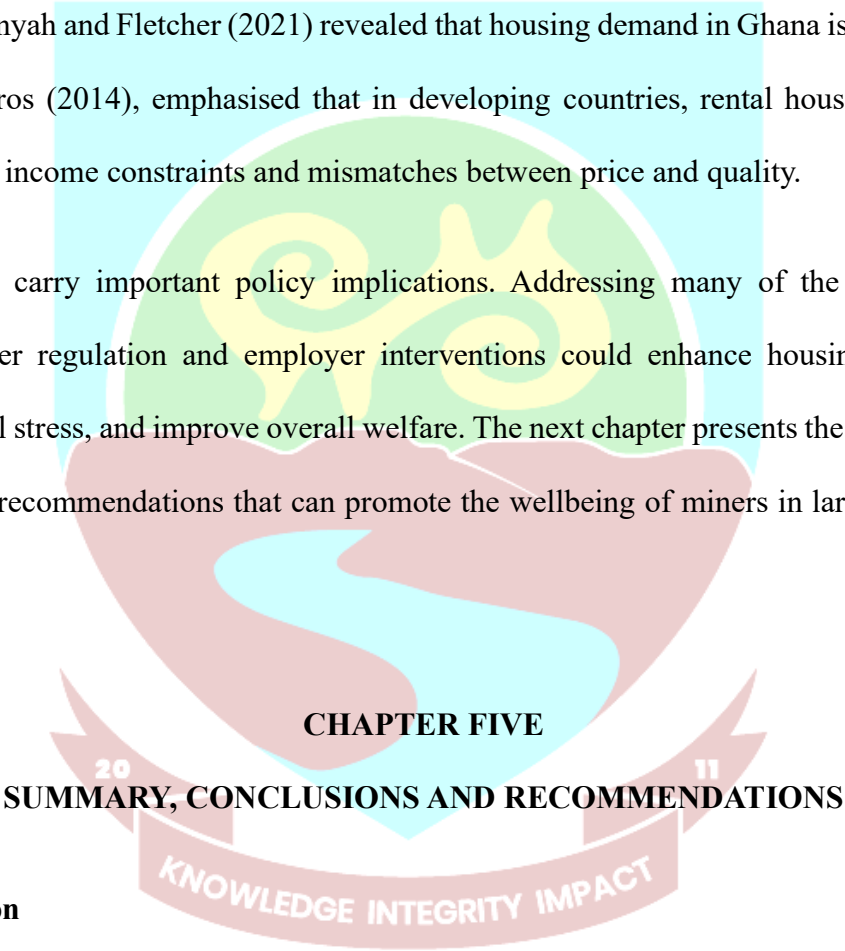 nyah and Fletcher (2021) revealed that housing demand in Ghana is
ros (2014), emphasised that in developing countries, rental hous
income constraints and mismatches between price and quality.
carry important policy implications. Addressing many of the
er regulation and employer interventions could enhance housin
l stress, and improve overall welfare. The next chapter presents the
recommendations that can promote the wellbeing of miners in lar
CHAPTER FIVE
20 11
SUMMARY, CONCLUSIONS AND RECOMMENDATIONS
KNOWLEDGE INTEGRITY IMPACT
on